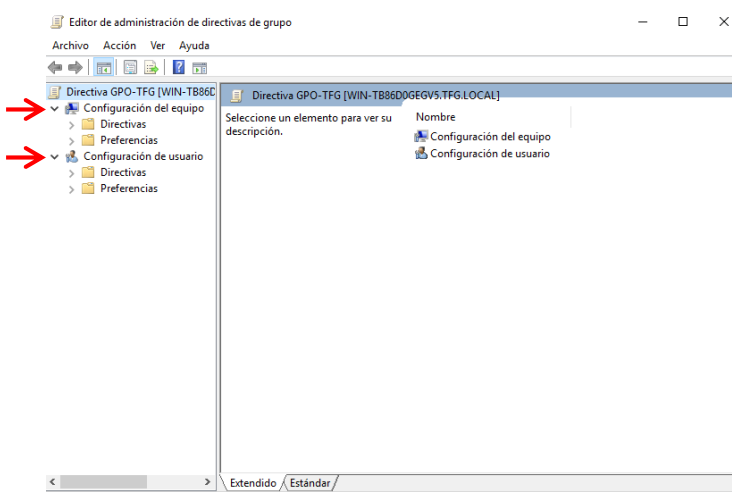 Editor de administración de directivas de grupo
Archivo Acción Ver Ayuda
Directiva GPO-TFG [WIN-TB86D
Configuración del equipo
Directivas
Preferencias
Configuración de usuario
Directivas
Preferencias
Directiva GPO-TFG [WIN-TB86D0GEGV5.TFG.LOCAL]
Seleccione un elemento para ver su
descripción.
Nombre
Configuración del equipo
Configuración de usuario
Extendido Estándar